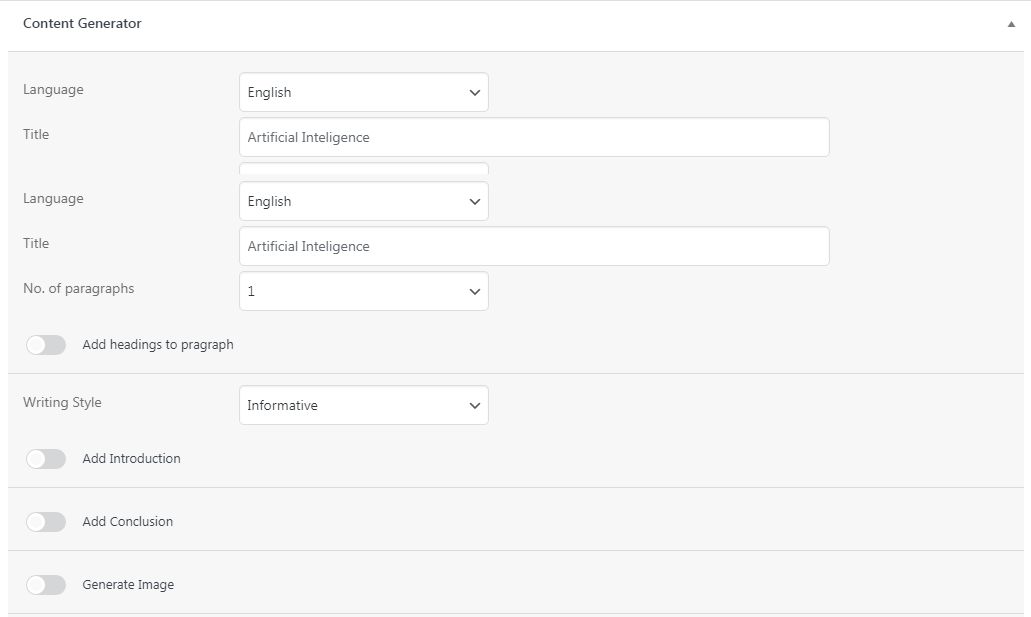 Content Generator
Language
English
Title
Artificial Inteligence
Language
English
Title
Artificial Inteligence
No. of paragraphs
1
Add headings to pragraph
Writing Style
Informative
Add Introduction
Add Conclusion
Generate Image